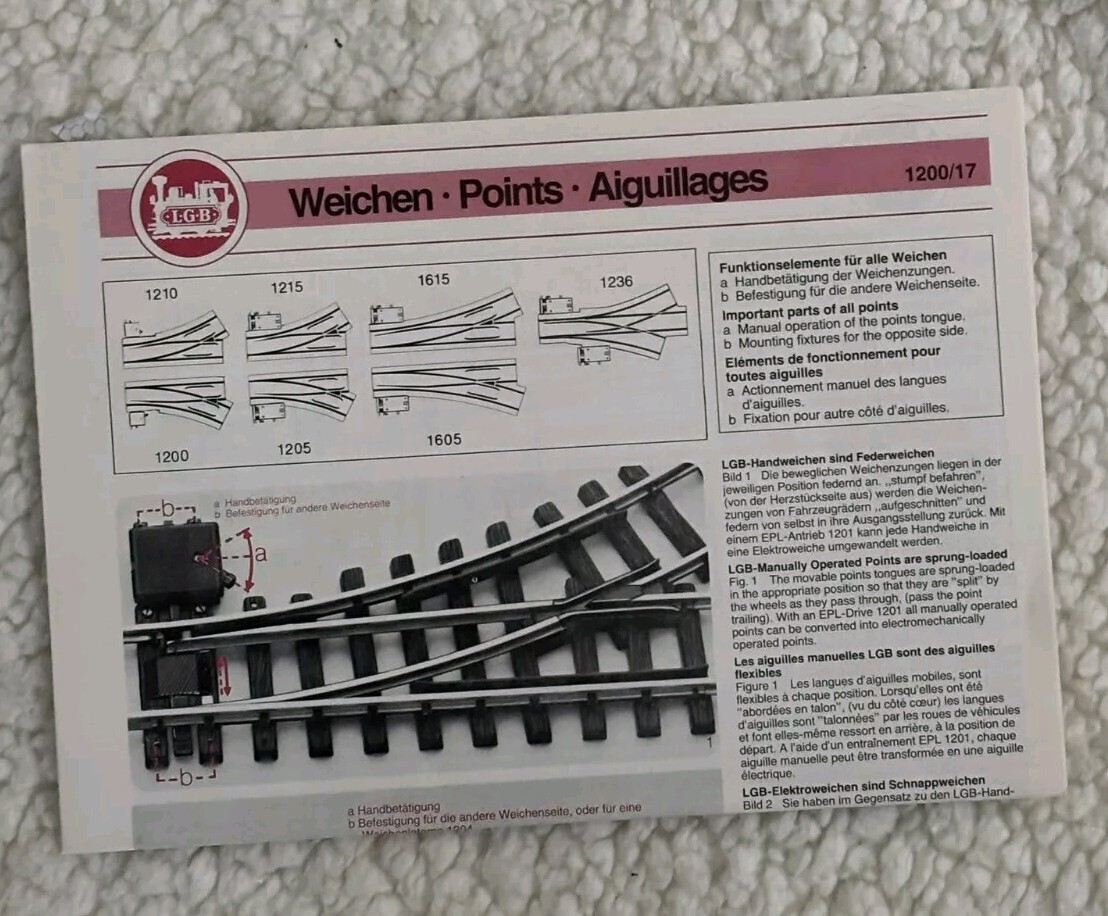 L·G·B
Weichen · Points · Aiguillages
1200/17
1210
1215
1615
1236
1200
1205
1605
Funktionselemente für alle Weichen
a Handbetätigung der Weichenzungen.
b Befestigung für die andere Weichenseite.
Important parts of all points
a Manual operation of the points tongue.
b Mounting fixtures for the opposite side.
Eléments de fonctionnement pour
toutes aiguilles
a Actionnement manuel des langues
d'aiguilles.
b Fixation pour autre côté d'aiguilles.
a Handbetätigung
b Befestigung für andere Weichenseite
b
a
b
1
a Handbetätigung
b Befestigung für die andere Weichenseite, oder für eine
LGB-Handweichen sind Federweichen
Bild 1 Die beweglichen Weichenzungen liegen in der
jeweiligen Position federnd an. „stumpf befahren",
(von der Herzstückseite aus) werden die Weichen-
zungen von Fahrzeugrädern „aufgeschnitten" und
federn von selbst in ihre Ausgangsstellung zurück. Mit
einem EPL-Antrieb 1201 kann jede Handweiche in
eine Elektroweiche umgewandelt werden.
LGB-Manually Operated Points are sprung-loaded
Fig. 1 The movable points tongues are sprung-loaded
in the appropriate position so that they are "split" by
the wheels as they pass through, (pass the point
trailing). With an EPL-Drive 1201 all manually operated
points can be converted into electromechanically
operated points.
Les aiguilles manuelles LGB sont des aiguilles
flexibles
Figure 1 Les langues d'aiguilles mobiles, sont
flexibles à chaque position. Lorsqu'elles ont été
"abordées en talon", (vu du côté cœur) les langues
d'aiguilles sont "talonnées" par les roues de véhicules
et font elles-même ressort en arrière, à la position de
départ. A l'aide d'un entraînement EPL 1201, chaque
aiguille manuelle peut être transformée en une aiguille
électrique.
LGB-Elektroweichen sind Schnappweichen
Bild 2 Sie haben im Gegensatz zu den LGB-Hand-